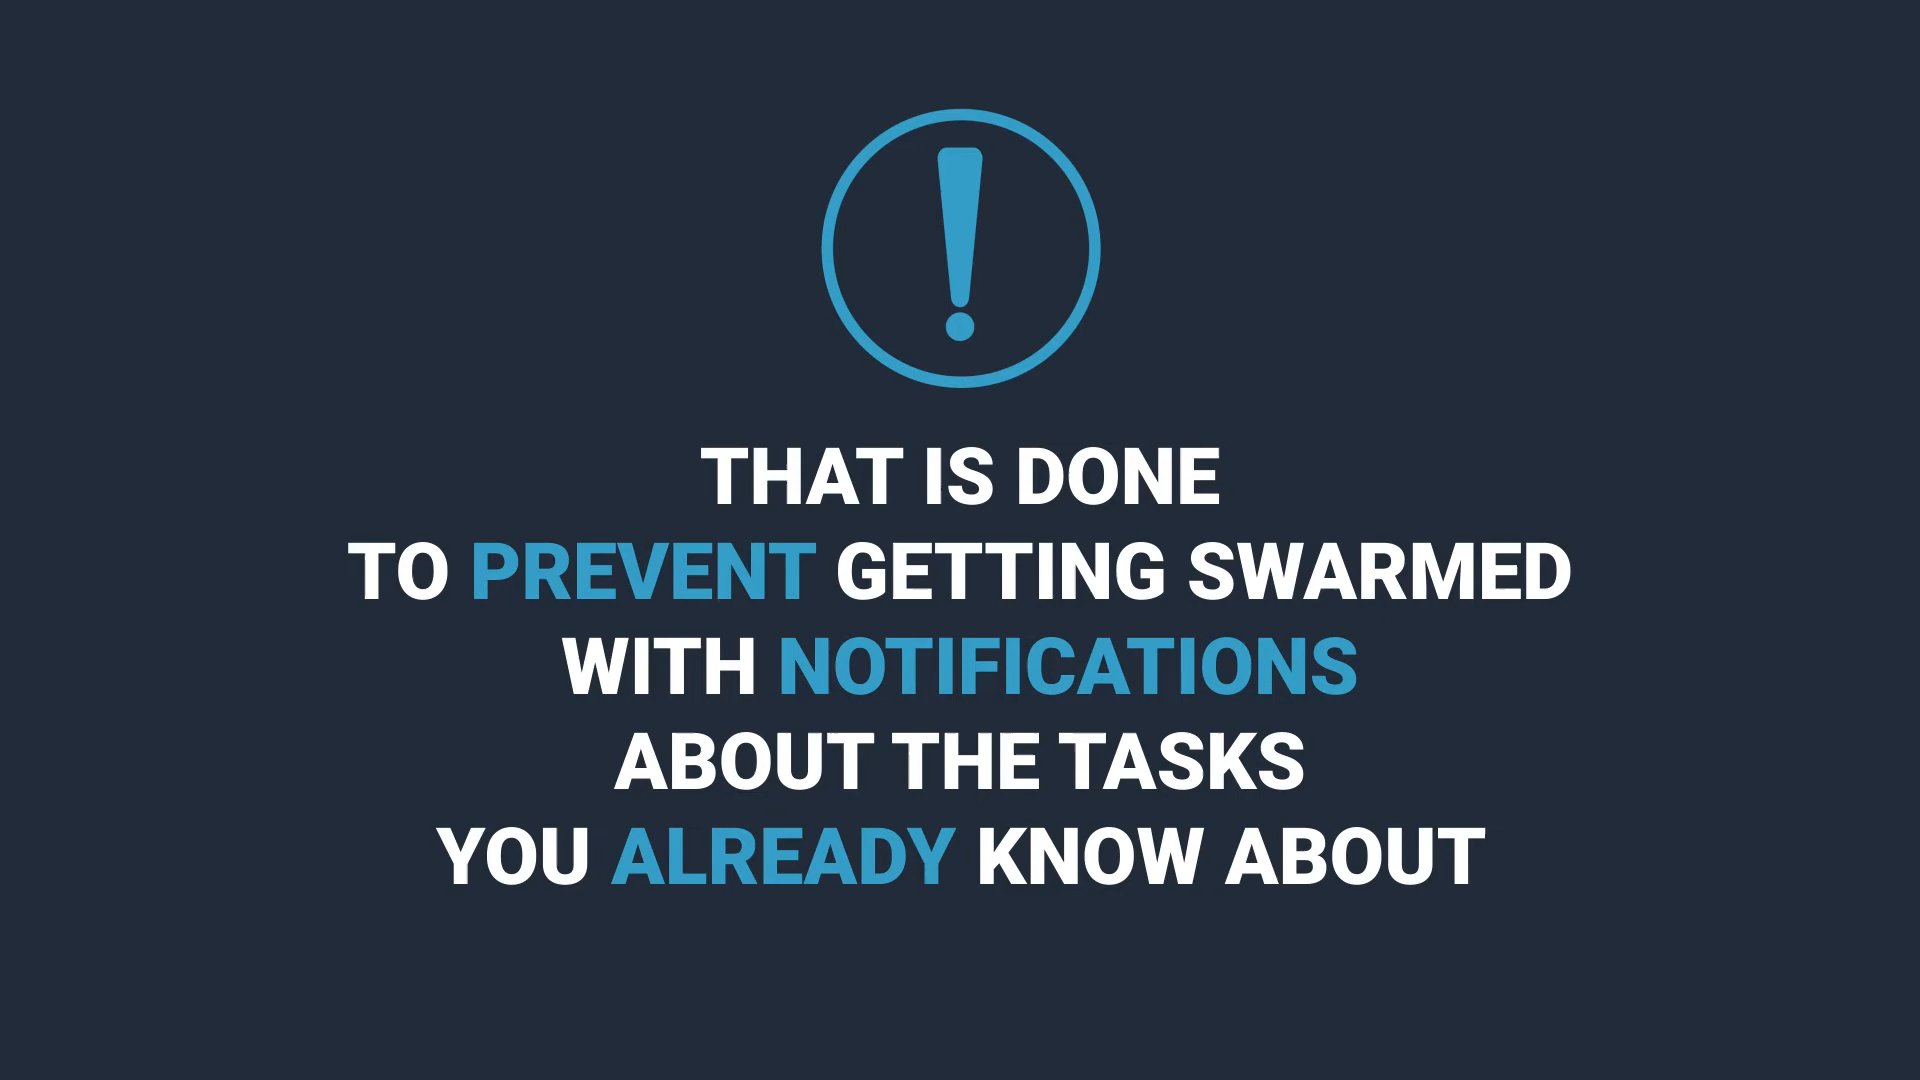 THAT IS DONE
TO PREVENT GETTING SWARMED
WITH NOTIFICATIONS
ABOUT THE TASKS
YOU ALREADY KNOW ABOUT